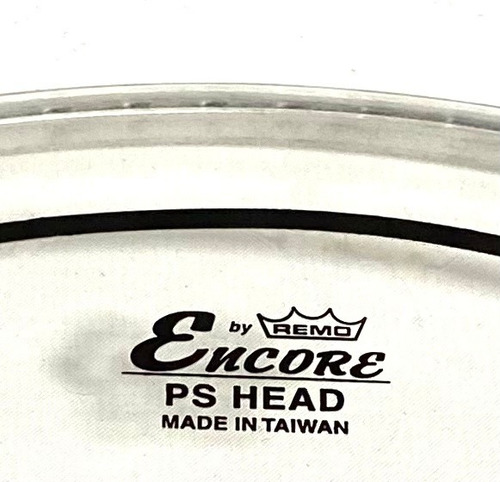 by REMO
ENCORE
PS HEAD
MADE IN TAIWAN